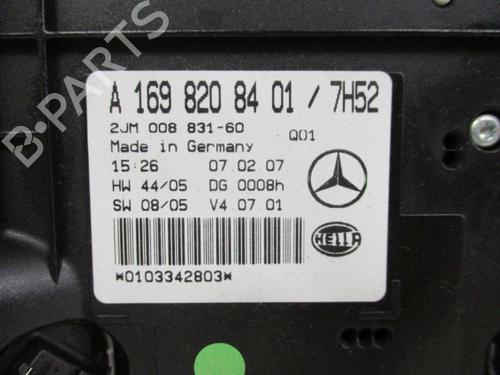 A 169 820 84 01 / 7H52
2JM 008 831-60 Q01
Made in Germany
15:26 07.02.07
HW 44/05 DG 0008h
SW 08/05 V4.07.01
HELLA
*0103342803*
B PARTS